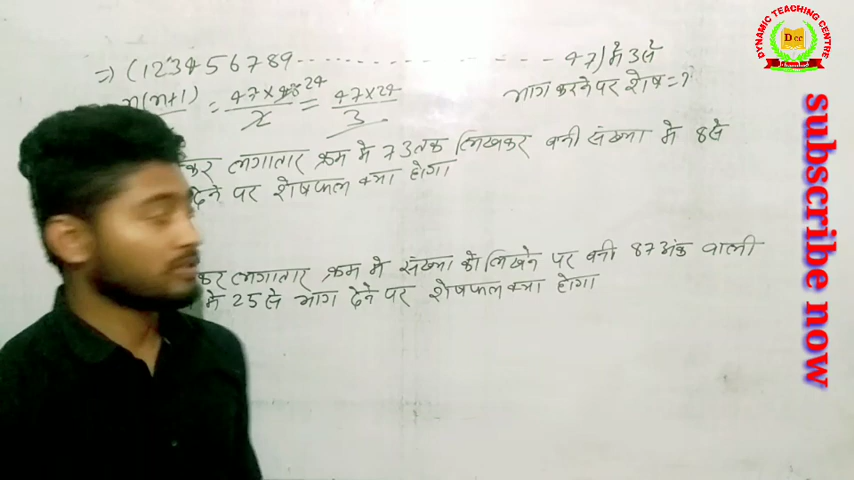 => (123456789 - - - - - - - - - - - - 47) मे 3 से
भाग करने पर शेष = ?
n(n+1) = 47 x 48 24 / 2 = 47 x 24 / 3
कर लगातार क्रम मे 73 तक लिखकर बनी संख्या मे 8 से
देने पर शेषफल क्या होगा
कर लगातार क्रम मे संख्या को लिखने पर बनी 87 अंक वाली
मे 25 से भाग देने पर शेषफल क्या होगा
DYNAMIC TEACHING CENTRE
Dcc
subscribe now